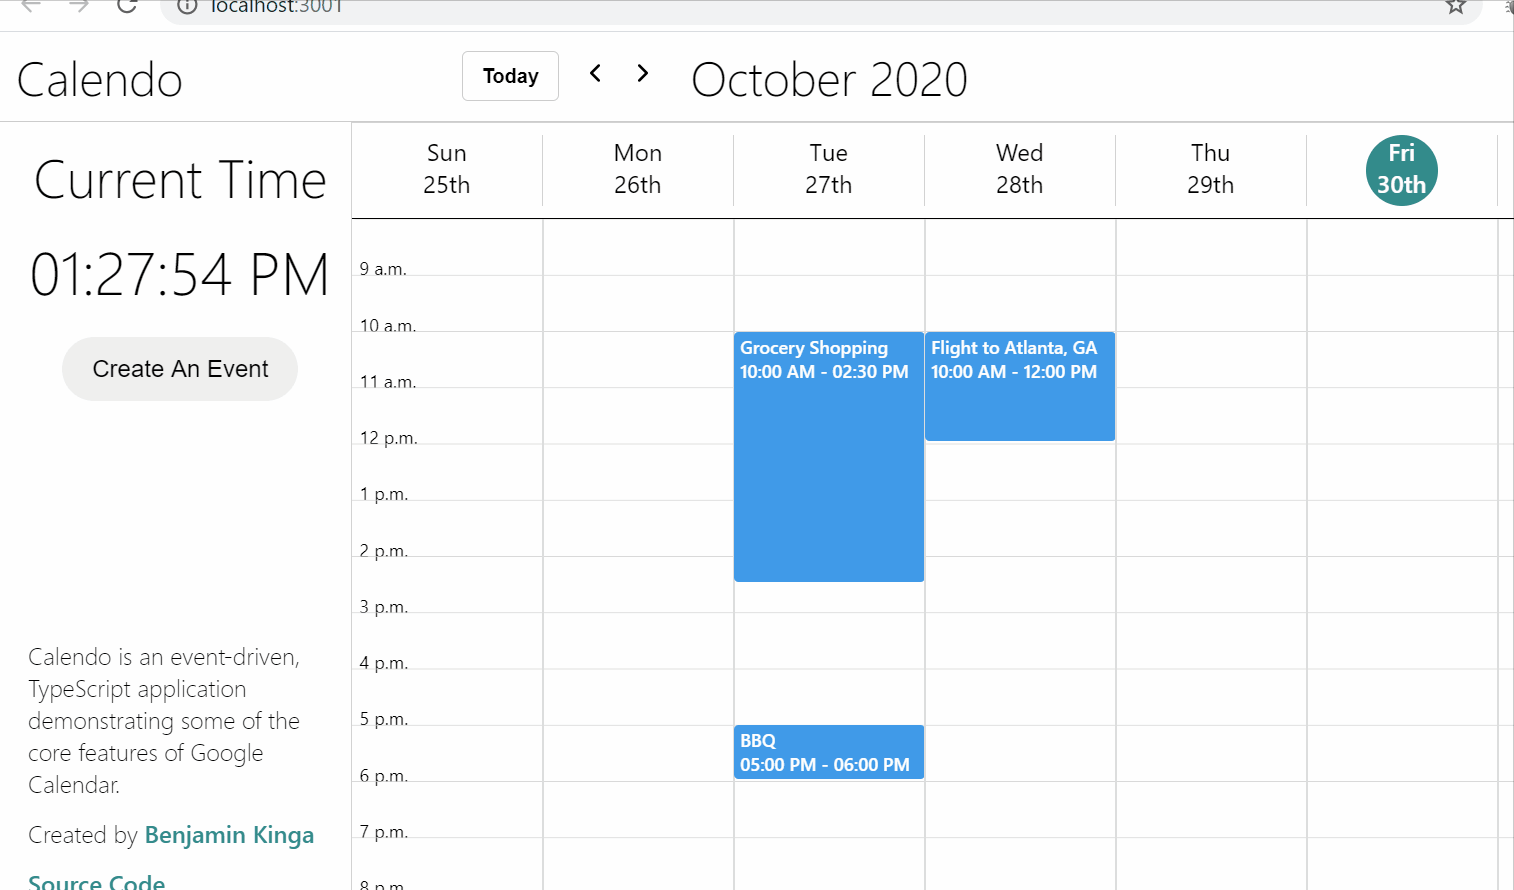 localhost:3001
Calendo
Today
October 2020
Current Time
01:27:54 PM
Create An Event
Calendo is an event-driven,
TypeScript application
demonstrating some of the
core features of Google
Calendar.
Created by Benjamin Kinga
Source Code
Sun
25th
Mon
26th
Tue
27th
Wed
28th
Thu
29th
Fri
30th
9 a.m.
10 a.m.
11 a.m.
12 p.m.
1 p.m.
2 p.m.
3 p.m.
4 p.m.
5 p.m.
6 p.m.
7 p.m.
8 p.m.
Grocery Shopping
10:00 AM - 02:30 PM
BBQ
05:00 PM - 06:00 PM
Flight to Atlanta, GA
10:00 AM - 12:00 PM